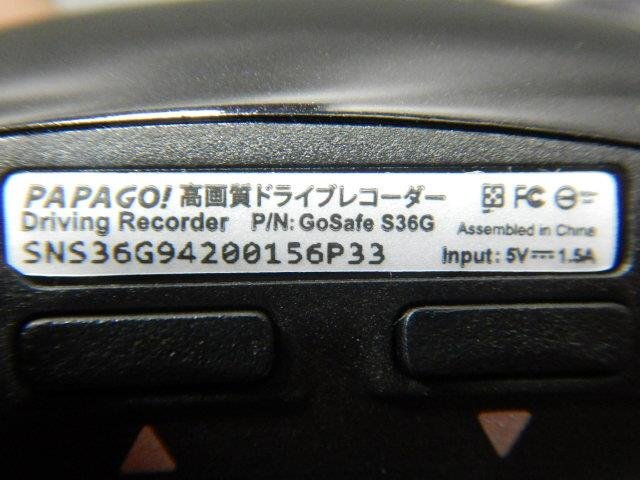 PAPAGO! 高画質ドライブレコーダー FC
Driving Recorder P/N: GoSafe S36G Assembled in China
SNS36G94200156P33 Input: 5V⎓1.5A